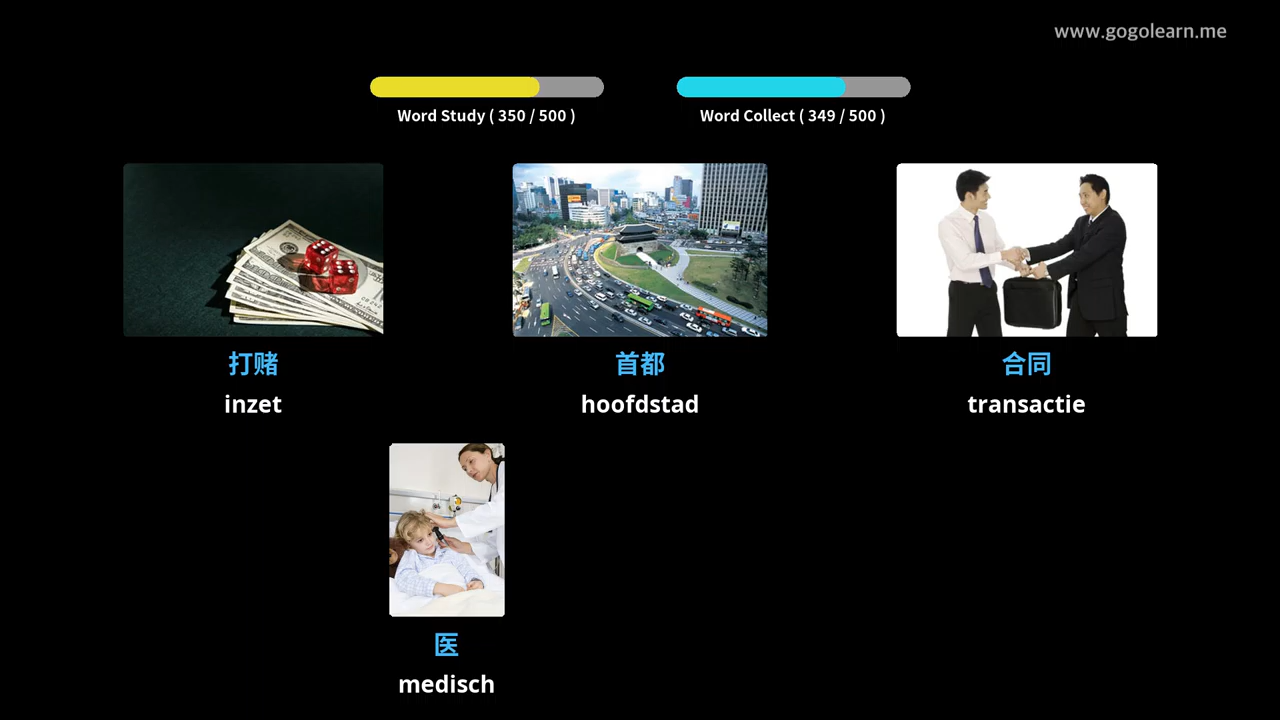 www.gogolearn.me
Word Study ( 350 / 500 )
Word Collect ( 349 / 500 )
打赌
inzet
首都
hoofdstad
合同
transactie
医
medisch